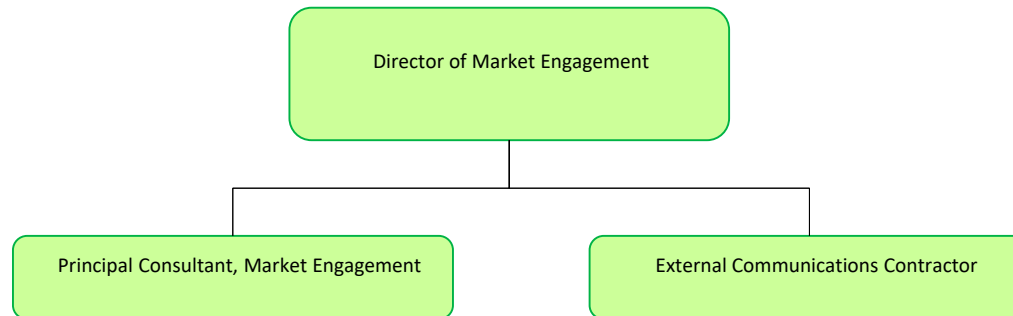 Director of Market Engagement
Principal Consultant, Market Engagement
External Communications Contractor